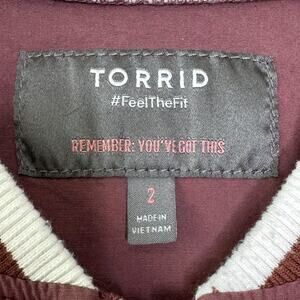 TORRID
#FeelTheFit
REMEMBER: YOU'VE GOT THIS
2
MADE IN
VIETNAM